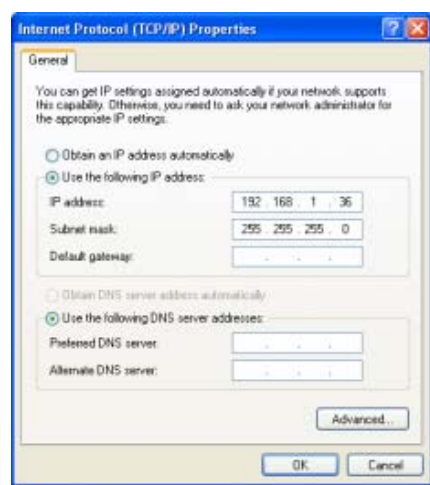 Internet Protocol (TCP/IP) Properties
General
You can get IP settings assigned automatically if your network supports
this capability. Otherwise, you need to ask your network administrator for
the appropriate IP settings.
Obtain an IP address automatically
Use the following IP address:
IP address: 192 . 168 . 1 . 36
Subnet mask: 255 . 255 . 255 . 0
Default gateway: . . .
Obtain DNS server address automatically
Use the following DNS server addresses:
Preferred DNS server: . . .
Alternate DNS server: . . .
Advanced...
OK Cancel